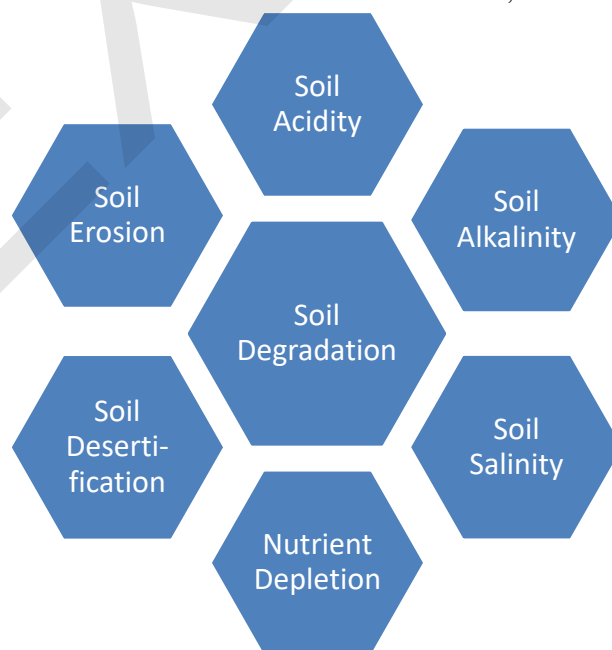 Soil
Acidity
Soil
Erosion
Soil
Alkalinity
Soil
Degradation
Soil
Deserti-
fication
Soil
Salinity
Nutrient
Depletion